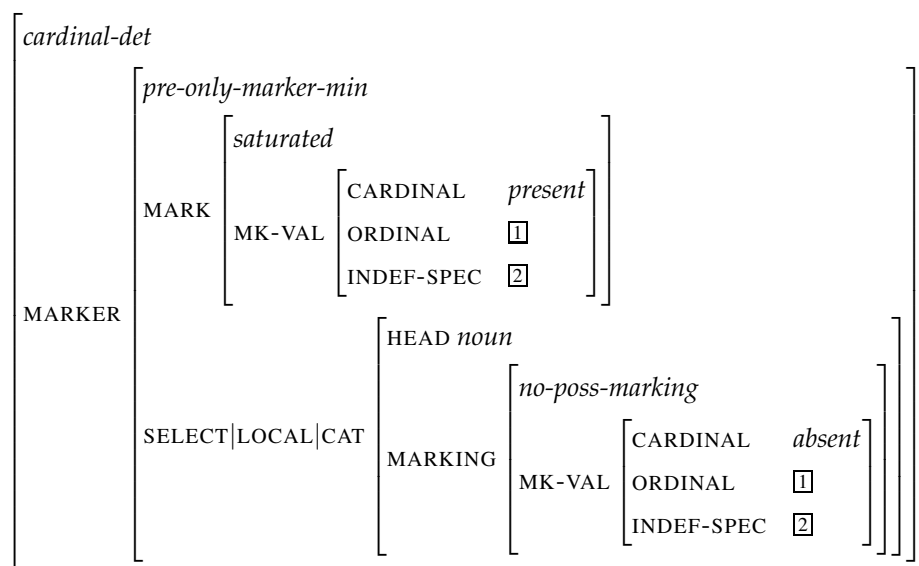 cardinal-det
pre-only-marker-min
saturated
CARDINAL present
MARK MK-VAL ORDINAL 1
INDEF-SPEC 2
MARKER
HEAD noun
no-poss-marking
SELECT|LOCAL|CAT
CARDINAL absent
MARKING MK-VAL ORDINAL 1
INDEF-SPEC 2